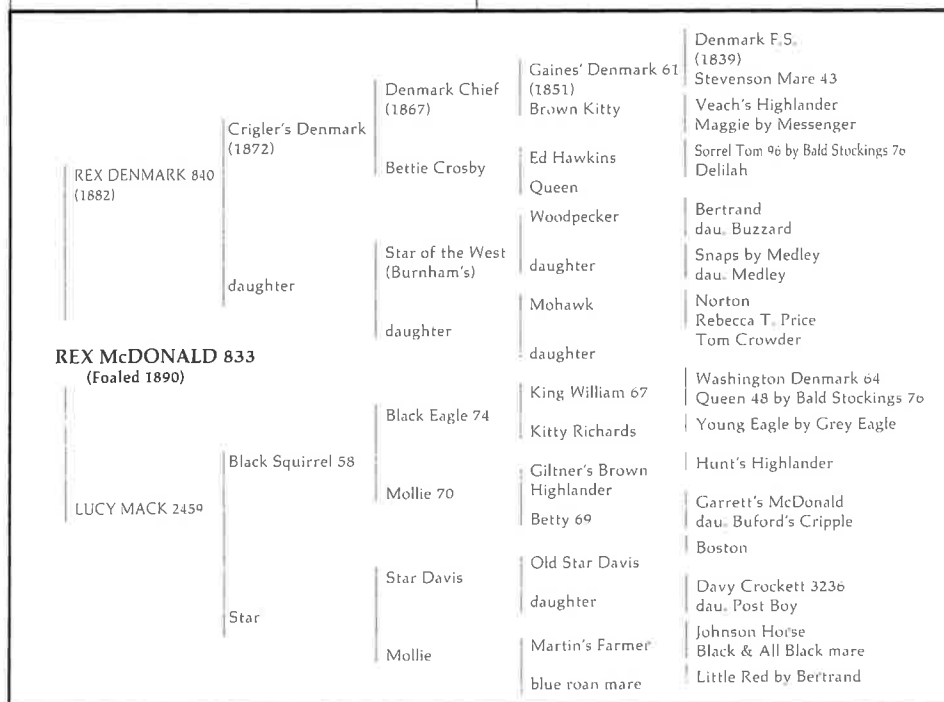 REX McDONALD 833
(Foaled 1890)
REX DENMARK 840
(1882)
LUCY MACK 2459
Crigler's Denmark
(1872)
daughter
Black Squirrel 58
Star
Denmark Chief
(1867)
Bettie Crosby
Star of the West
(Burnham's)
daughter
Black Eagle 74
Mollie 70
Star Davis
Mollie
Gaines' Denmark 61
(1851)
Brown Kitty
Ed Hawkins
Queen
Woodpecker
daughter
Mohawk
daughter
King William 67
Kitty Richards
Giltner's Brown
Highlander
Betty 69
Old Star Davis
daughter
Martin's Farmer
blue roan mare
Denmark F.S.
(1839)
Stevenson Mare 43
Veach's Highlander
Maggie by Messenger
Sorrel Tom 96 by Bald Stockings 76
Delilah
Bertrand
dau. Buzzard
Snaps by Medley
dau. Medley
Norton
Rebecca T. Price
Tom Crowder
Washington Denmark 64
Queen 48 by Bald Stockings 76
Young Eagle by Grey Eagle
Hunt's Highlander
Garrett's McDonald
dau. Buford's Cripple
Boston
Davy Crockett 3236
dau. Post Boy
Johnson Horse
Black & All Black mare
Little Red by Bertrand